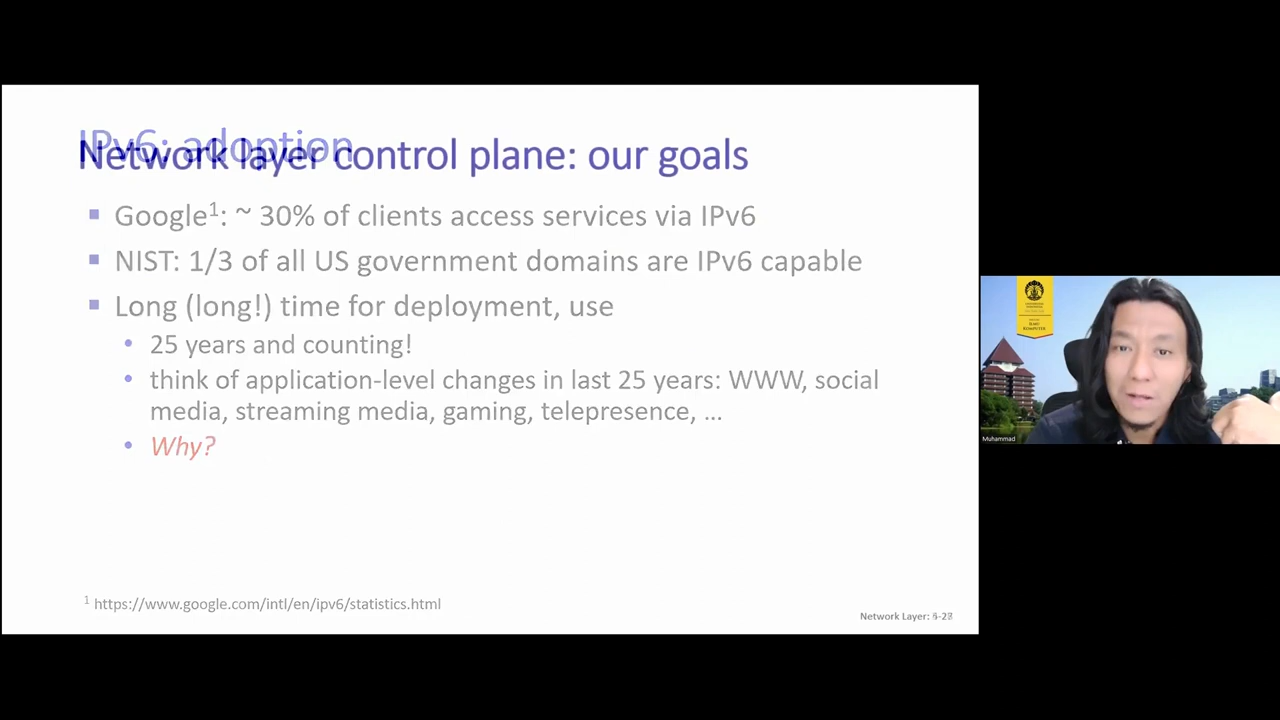 IPv6: adoption
Network layer control plane: our goals
Google¹: ~ 30% of clients access services via IPv6
NIST: 1/3 of all US government domains are IPv6 capable
Long (long!) time for deployment, use
25 years and counting!
think of application-level changes in last 25 years: WWW, social
media, streaming media, gaming, telepresence, …
Why?
¹ https://www.google.com/intl/en/ipv6/statistics.html
Network Layer:
Muhammad